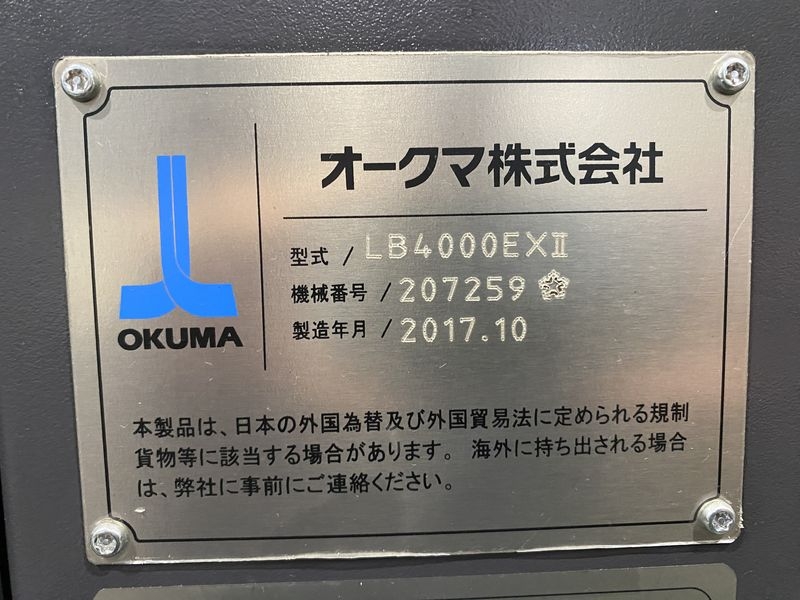 オークマ株式会社
OKUMA
型式 / LB4000EXⅡ
機械番号 / 207259
製造年月 / 2017.10
本製品は、日本の外国為替及び外国貿易法に定められる規制
貨物等に該当する場合があります。 海外に持ち出される場合
は、弊社に事前にご連絡ください。